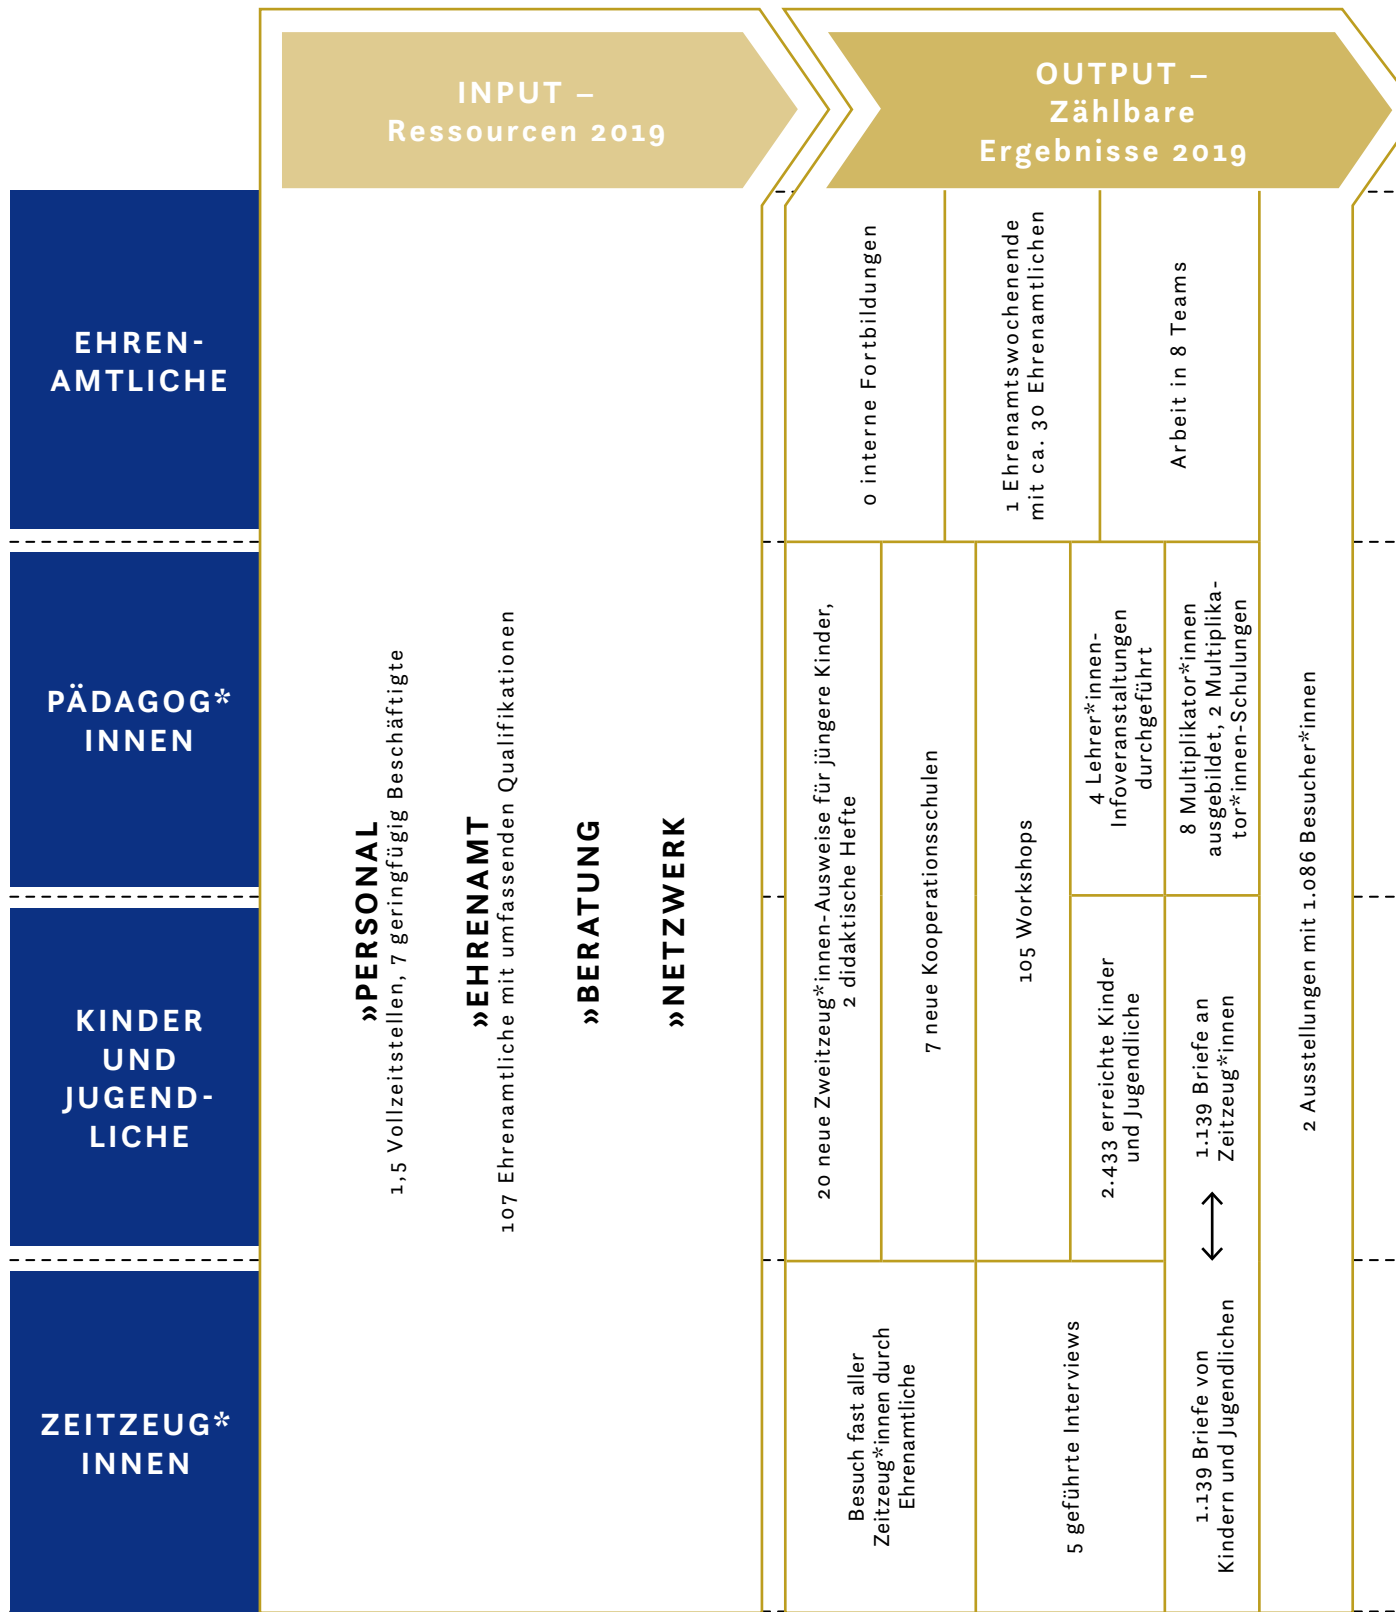 INPUT –
Ressourcen 2019
OUTPUT –
Zählbare
Ergebnisse 2019
EHREN-
AMTLICHE
PÄDAGOG*
INNEN
KINDER
UND
JUGEND-
LICHE
ZEITZEUG*
INNEN
»PERSONAL
1,5 Vollzeitstellen, 7 geringfügig Beschäftigte
»EHRENAMT
107 Ehrenamtliche mit umfassenden Qualifikationen
»BERATUNG
»NETZWERK
0 interne Fortbildungen
1 Ehrenamtswochenende
mit ca. 30 Ehrenamtlichen
Arbeit in 8 Teams
20 neue Zweitzeug*innen-Ausweise für jüngere Kinder,
2 didaktische Hefte
7 neue Kooperationsschulen
105 Workshops
4 Lehrer*innen-
Infoveranstaltungen
durchgeführt
8 Multiplikator*innen
ausgebildet, 2 Multiplika-
tor*innen-Schulungen
2.433 erreichte Kinder
und Jugendliche
1.139 Briefe an
Zeitzeug*innen
Besuch fast aller
Zeitzeug*innen durch
Ehrenamtliche
5 geführte Interviews
1.139 Briefe von
Kindern und Jugendlichen
2 Ausstellungen mit 1.086 Besucher*innen